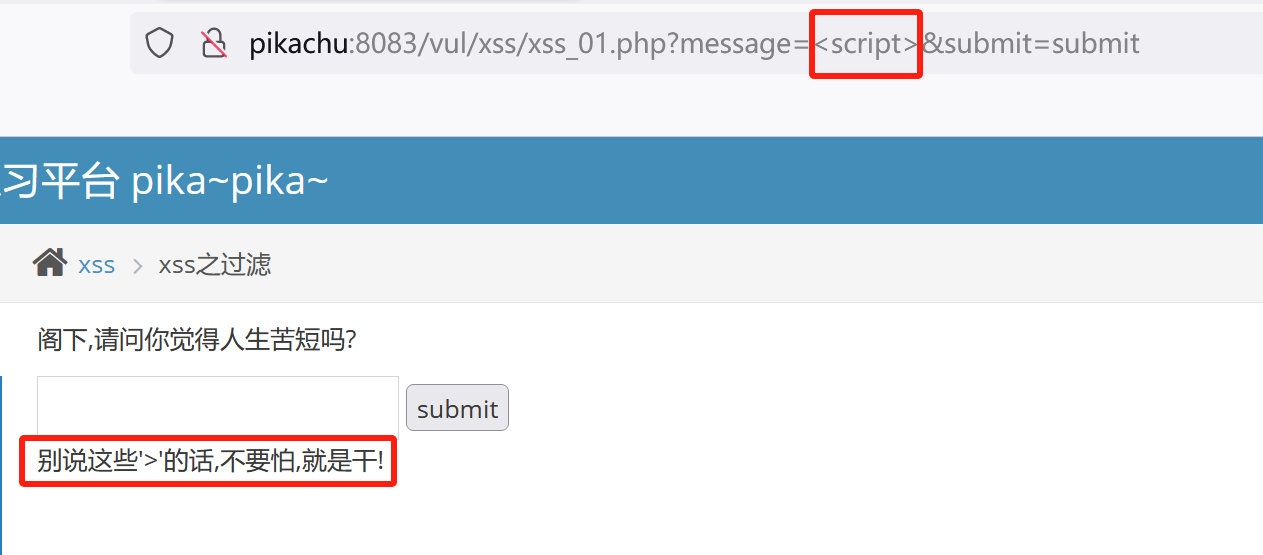 pikachu:8083/vul/xss/xss_01.php?message=<script>&submit=submit
习平台 pika~pika~
xss > xss之过滤
阁下,请问你觉得人生苦短吗?
submit
别说这些'>'的话,不要怕,就是干!